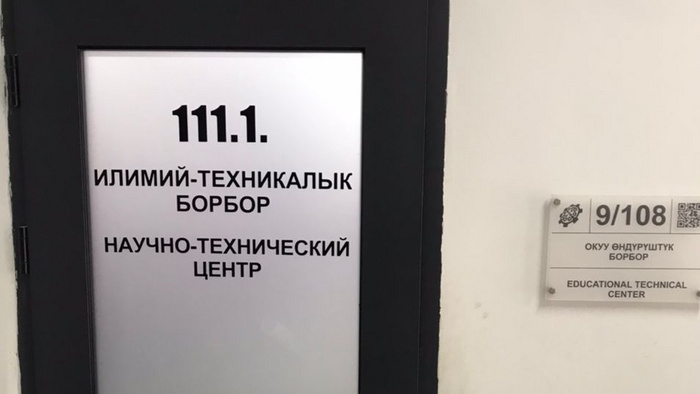 111.1.
ИЛИМИЙ-ТЕХНИКАЛЫК
БОРБОР
НАУЧНО-ТЕХНИЧЕСКИЙ
ЦЕНТР
9/108
ОКУУ ӨНДҮРҮШТҮК
БОРБОР
EDUCATIONAL TECHNICAL
CENTER